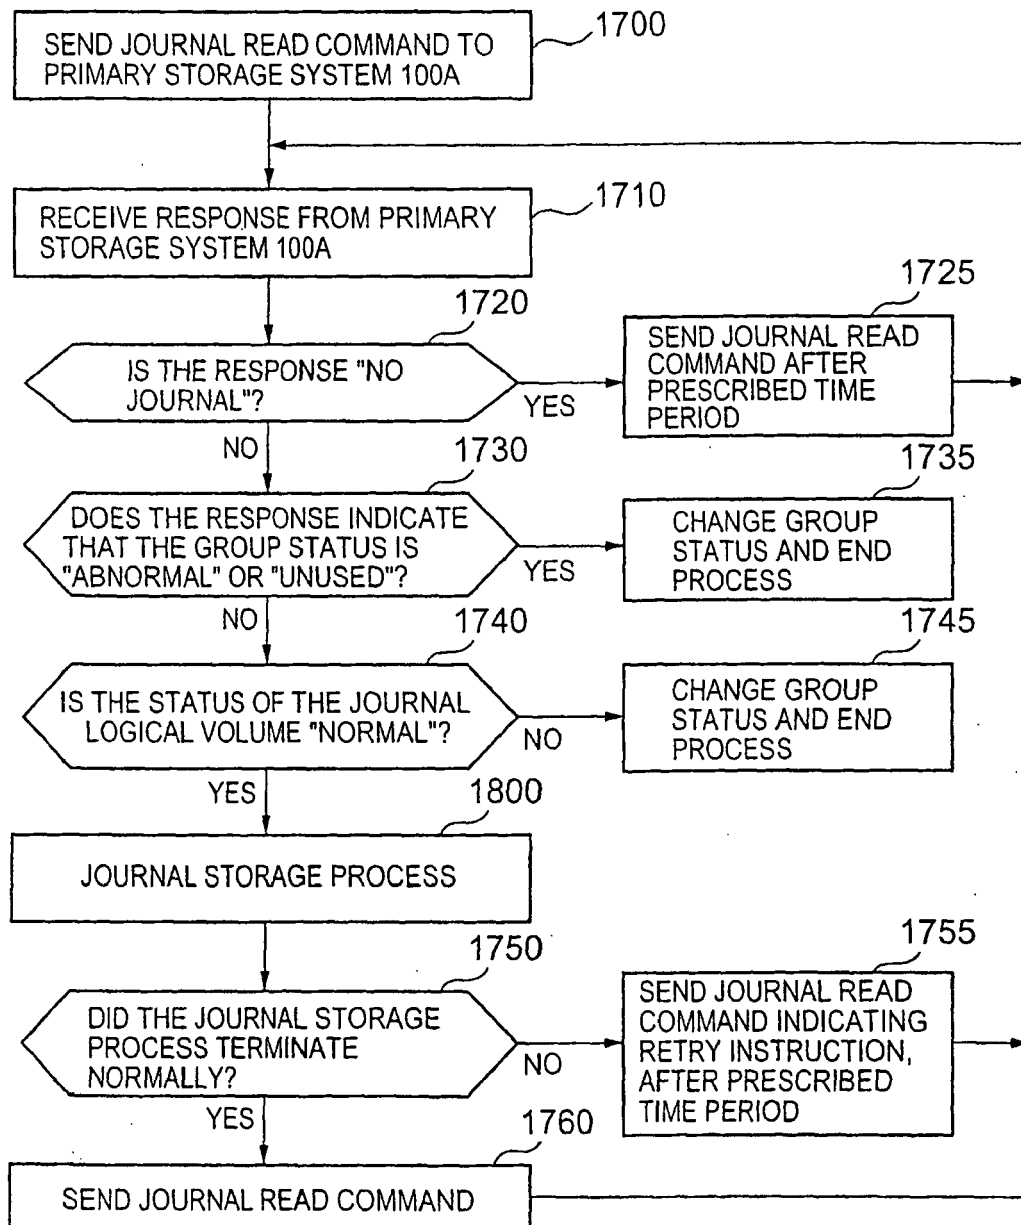 1700
SEND JOURNAL READ COMMAND TO
PRIMARY STORAGE SYSTEM 100A
1710
RECEIVE RESPONSE FROM PRIMARY
STORAGE SYSTEM 100A
1720
IS THE RESPONSE "NO
JOURNAL"?
YES
NO
1725
SEND JOURNAL READ
COMMAND AFTER
PRESCRIBED TIME
PERIOD
1730
DOES THE RESPONSE INDICATE
THAT THE GROUP STATUS IS
"ABNORMAL" OR "UNUSED"?
YES
NO
1735
CHANGE GROUP
STATUS AND END
PROCESS
1740
IS THE STATUS OF THE JOURNAL
LOGICAL VOLUME "NORMAL"?
NO
YES
1745
CHANGE GROUP
STATUS AND END
PROCESS
1800
JOURNAL STORAGE PROCESS
1750
DID THE JOURNAL STORAGE
PROCESS TERMINATE
NORMALLY?
NO
YES
1755
SEND JOURNAL READ
COMMAND INDICATING
RETRY INSTRUCTION,
AFTER PRESCRIBED
TIME PERIOD
1760
SEND JOURNAL READ COMMAND